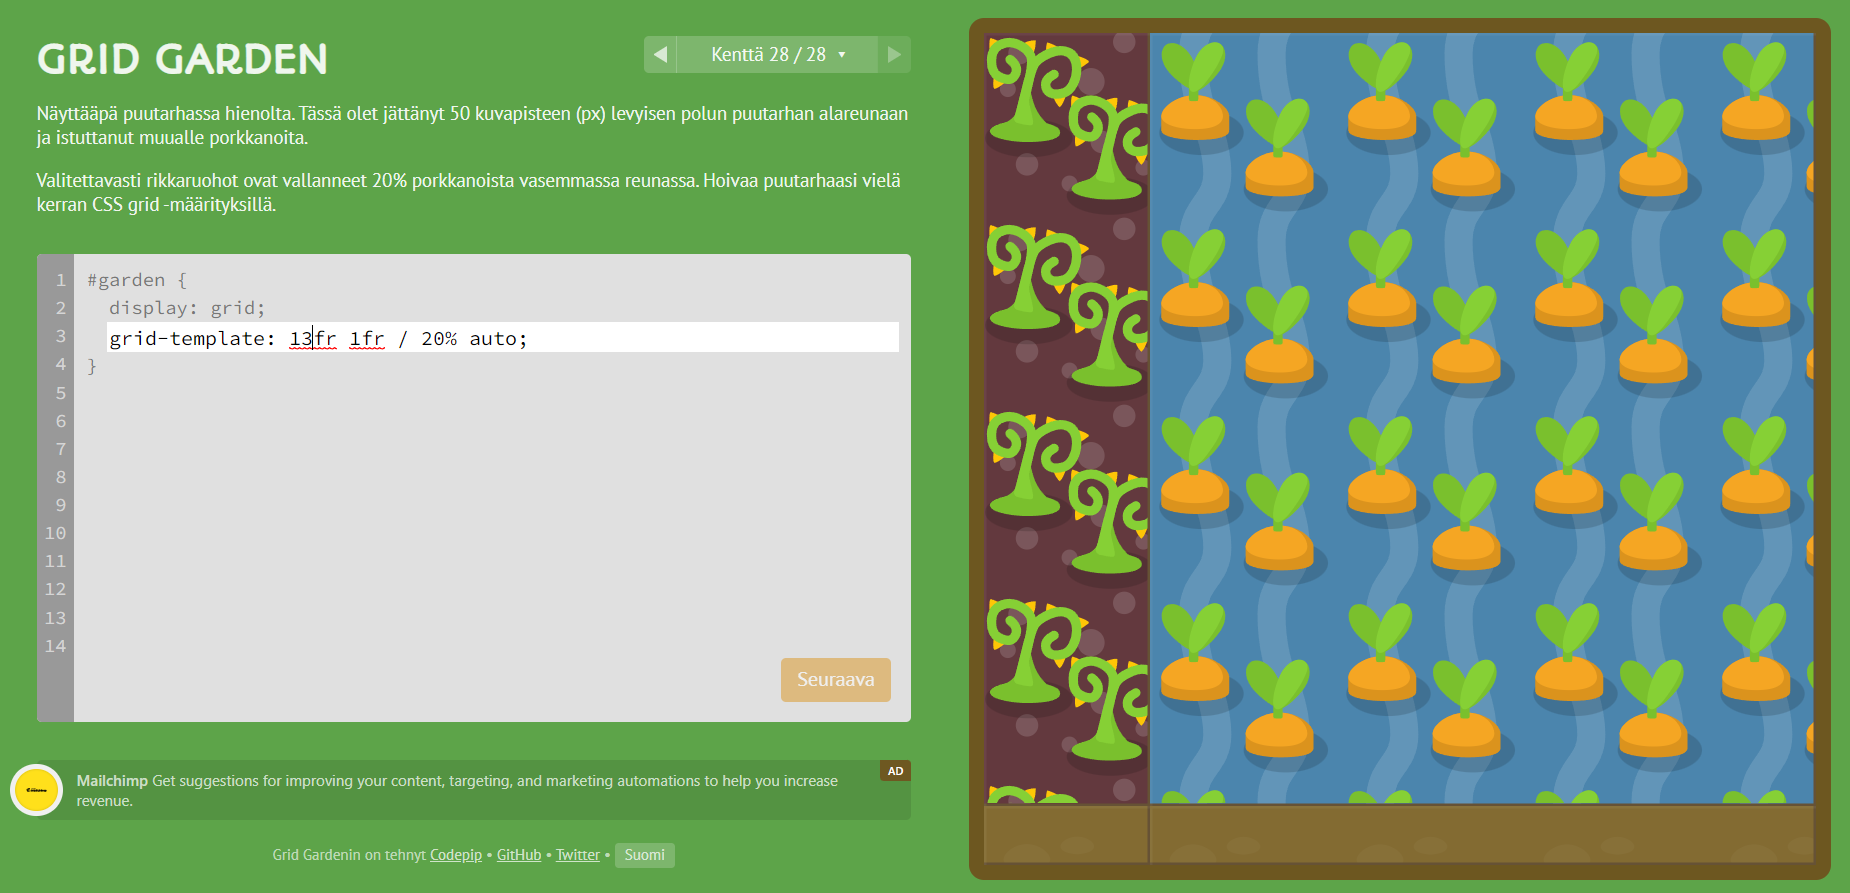 GRID GARDEN
◀ Kenttä 28 / 28 ▾ ▶
Näyttääpä puutarhassa hienolta. Tässä olet jättänyt 50 kuvapisteen (px) levyisen polun puutarhan alareunaan
ja istuttanut muualle porkkanoita.
Valitettavasti rikkaruohot ovat vallanneet 20% porkkanoista vasemmassa reunassa. Hoivaa puutarhaasi vielä
kerran CSS grid -määrityksillä.
1 #garden {
2 display: grid;
3 grid-template: 13fr 1fr / 20% auto;
4 }
5
6
7
8
9
10
11
12
13
14
Seuraava
AD
Mailchimp Get suggestions for improving your content, targeting, and marketing automations to help you increase
revenue.
Grid Gardenin on tehnyt Codepip • GitHub • Twitter • Suomi